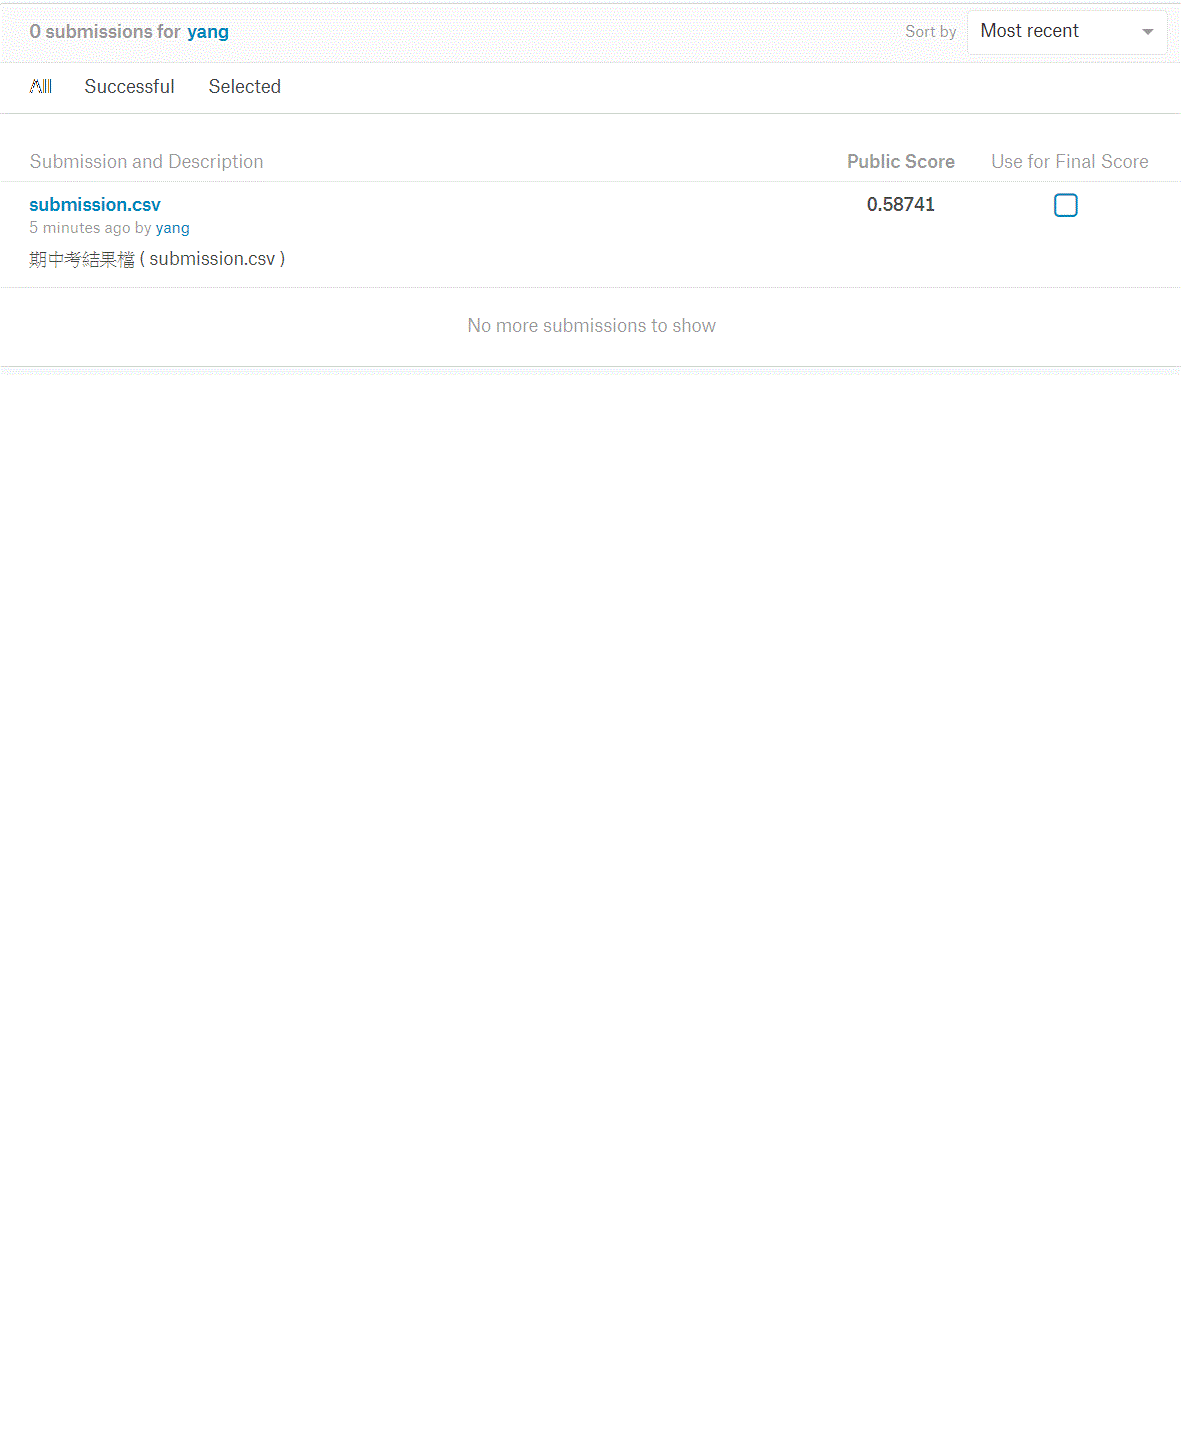 0 submissions for yang
Sort by Most recent
All Successful Selected
Submission and Description Public Score Use for Final Score
submission.csv 0.58741
5 minutes ago by yang
期中考結果檔 ( submission.csv )
No more submissions to show